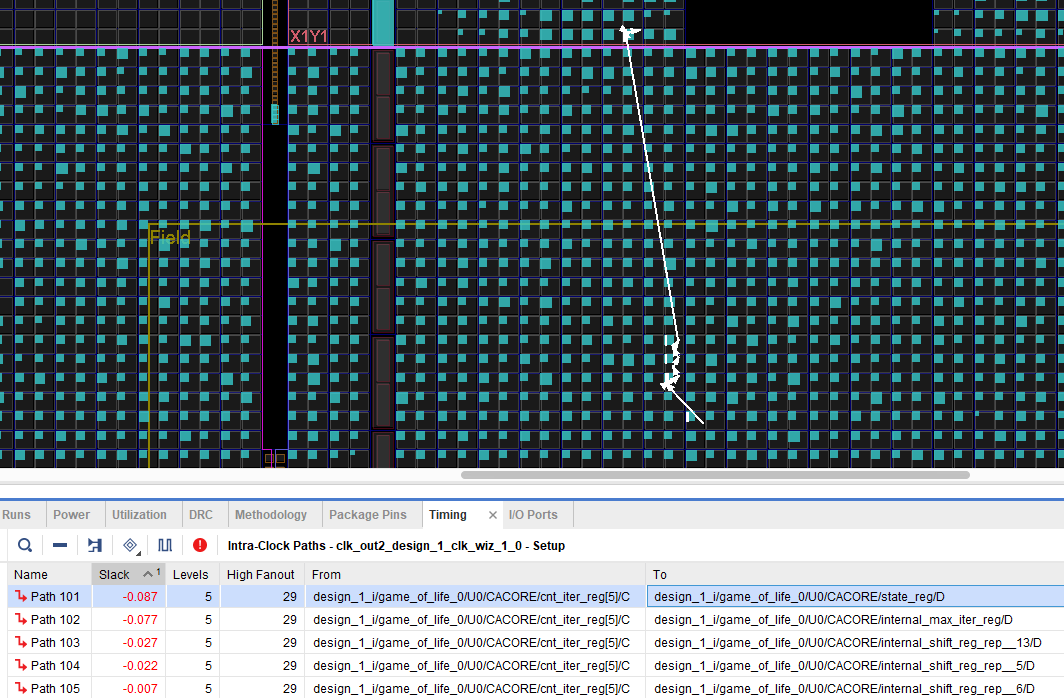 X1Y1
Field
Runs Power Utilization DRC Methodology Package Pins Timing × I/O Ports
Intra-Clock Paths - clk_out2_design_1_clk_wiz_1_0 - Setup
Name Slack 1 Levels High Fanout From To
Path 101 -0.087 5 29 design_1_i/game_of_life_0/U0/CACORE/cnt_iter_reg[5]/C design_1_i/game_of_life_0/U0/CACORE/state_reg/D
Path 102 -0.077 5 29 design_1_i/game_of_life_0/U0/CACORE/cnt_iter_reg[5]/C design_1_i/game_of_life_0/U0/CACORE/internal_max_iter_reg/D
Path 103 -0.027 5 29 design_1_i/game_of_life_0/U0/CACORE/cnt_iter_reg[5]/C design_1_i/game_of_life_0/U0/CACORE/internal_shift_reg_rep__13/D
Path 104 -0.022 5 29 design_1_i/game_of_life_0/U0/CACORE/cnt_iter_reg[5]/C design_1_i/game_of_life_0/U0/CACORE/internal_shift_reg_rep__5/D
Path 105 -0.007 5 29 design_1_i/game_of_life_0/U0/CACORE/cnt_iter_reg[5]/C design_1_i/game_of_life_0/U0/CACORE/internal_shift_reg_rep__6/D